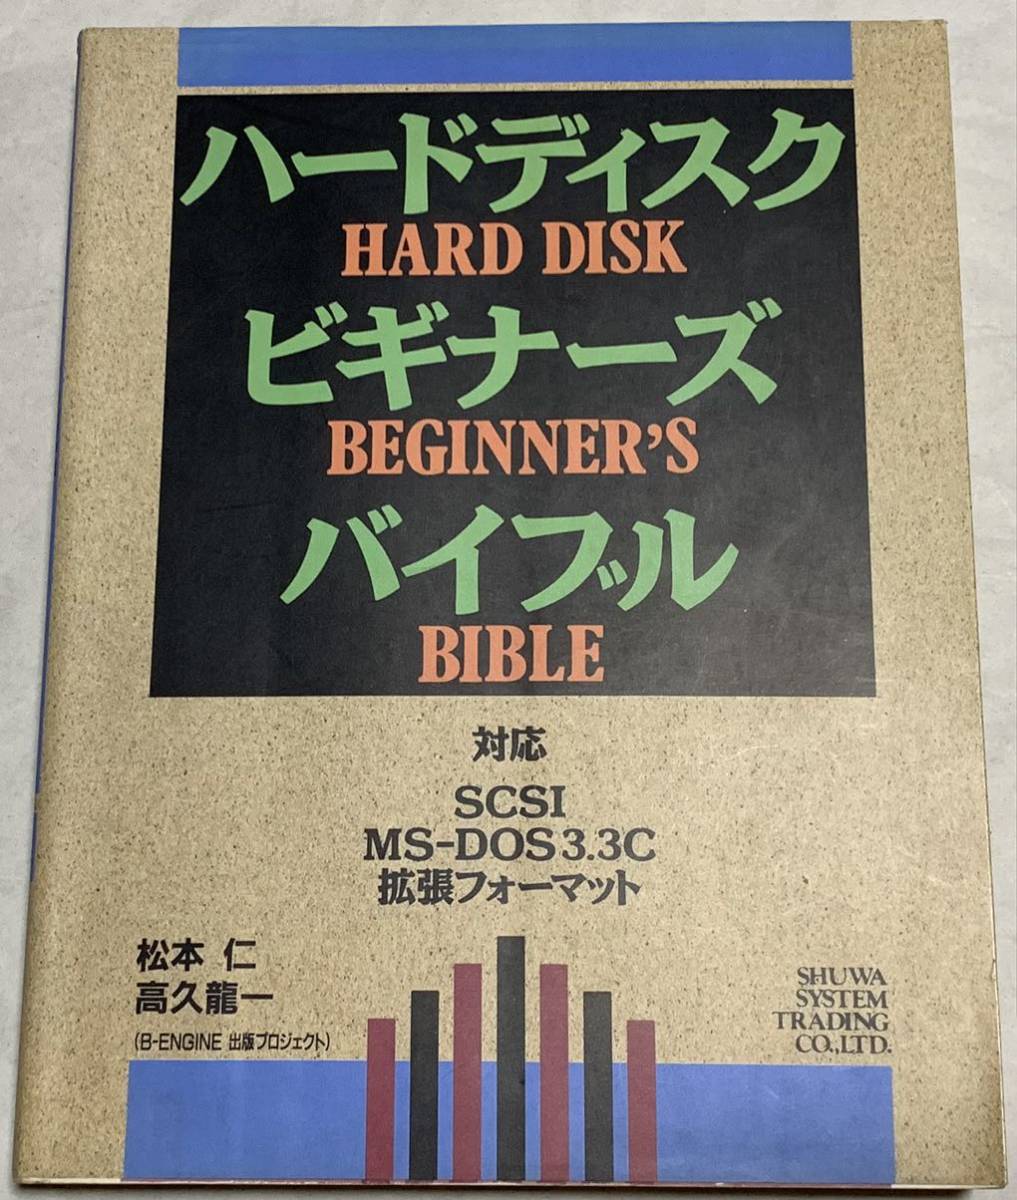 ハードディスク
HARD DISK
ビギナーズ
BEGINNER'S
バイブル
BIBLE
対応
SCSI
MS-DOS3.3C
拡張フォーマット
松本 仁
高久龍一
(B-ENGINE 出版プロジェクト)
SHUWA
SYSTEM
TRADING
CO.,LTD.